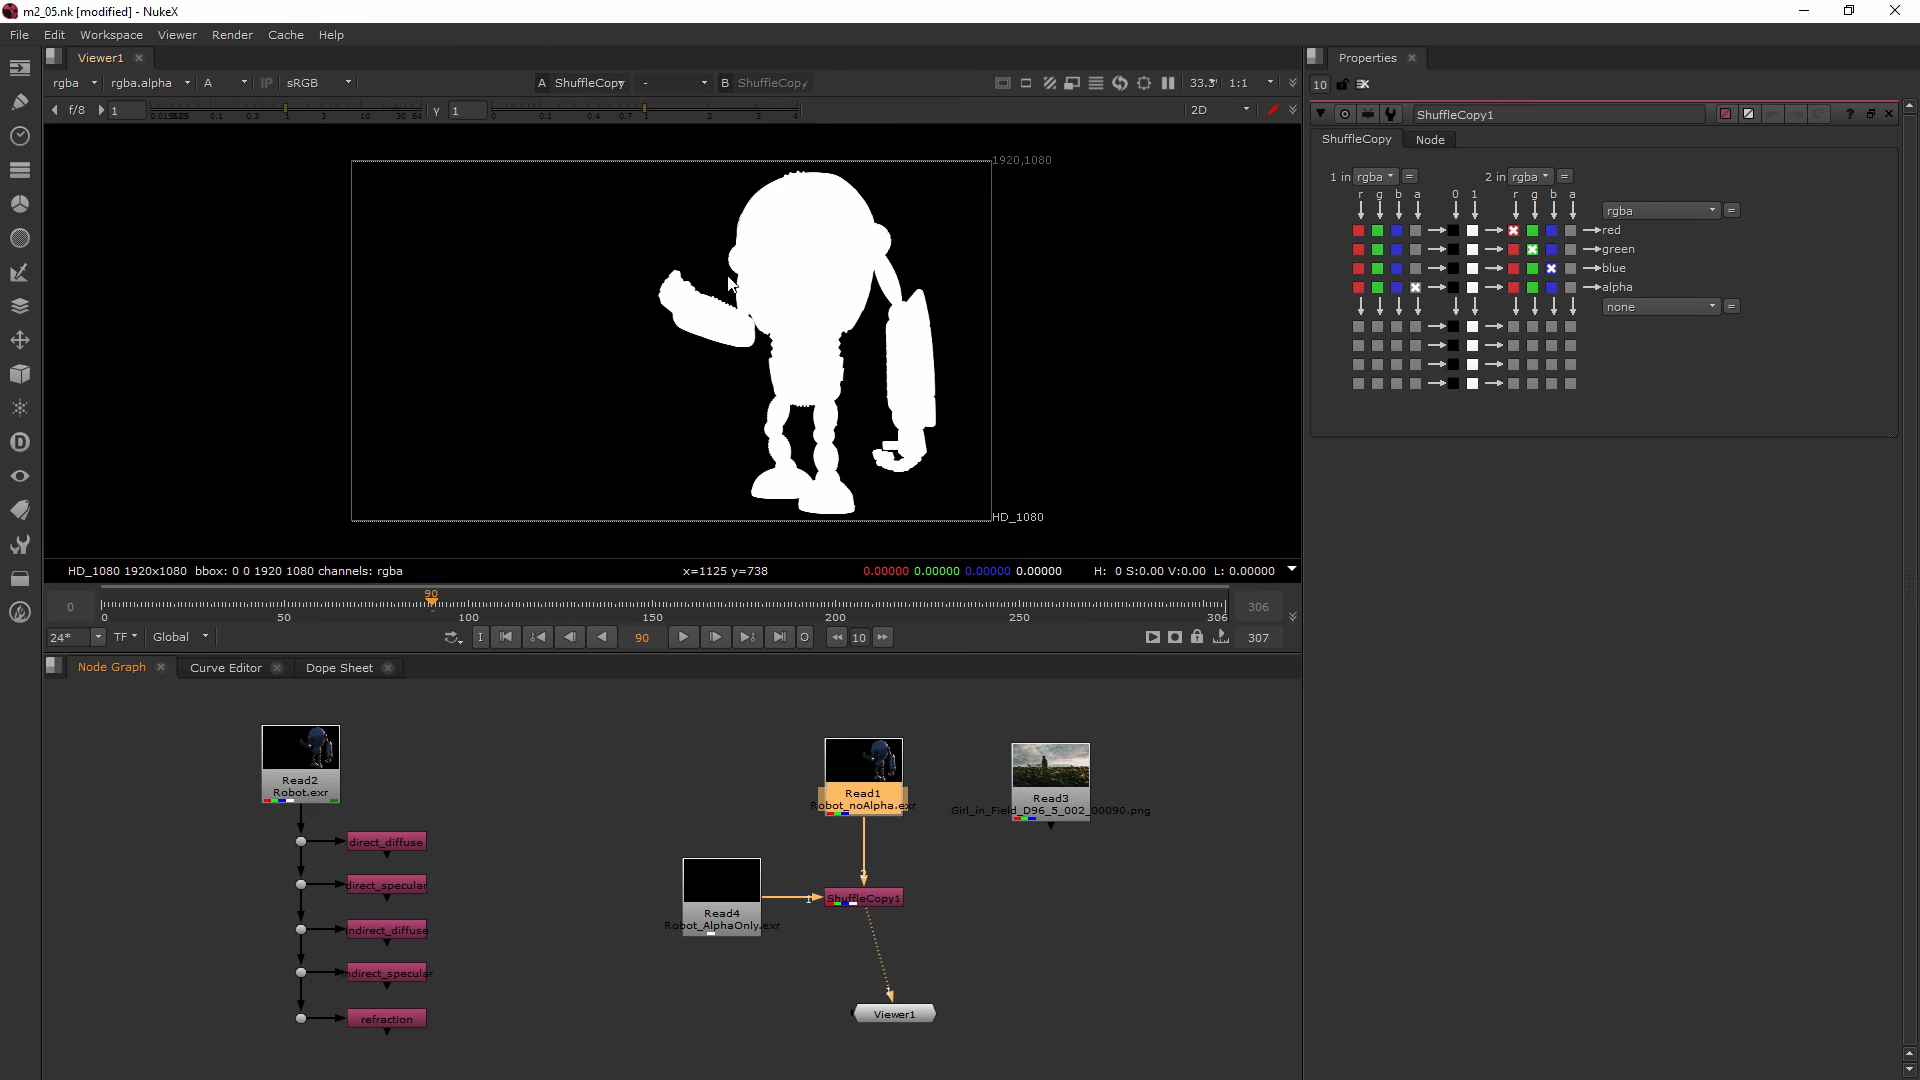 m2_05.nk [modified] - NukeX
File Edit Workspace Viewer Render Cache Help
Viewer1
rgba rgba.alpha A IP sRGB A ShuffleCopy - B ShuffleCopy 1:1
f/8 1 Y 1 2D
1920,1080
HD_1080
HD_1080 1920x1080 bbox: 0 0 1920 1080 channels: rgba x=1125 y=738 0.00000 0.00000 0.00000 0.00000 H: 0 S:0.00 V:0.00 L: 0.00000
90
0 306
0 50 100 150 200 250 306
24* TF Global I 90 O 10 307
Node Graph Curve Editor Dope Sheet
Read2
Robot.exr
direct_diffuse
direct_specular
indirect_diffuse
indirect_specular
refraction
Read1
Robot_noAlpha.exr
Read3
Girl_in_Field_D96_5_002_00090.png
2
Read4
Robot_AlphaOnly.exr
1 ShuffleCopy1
1
Viewer1
Properties
10
ShuffleCopy1 ?
ShuffleCopy Node
1 in rgba = 2 in rgba =
r g b a 0 1 r g b a
rgba =
red
green
blue
alpha
none =